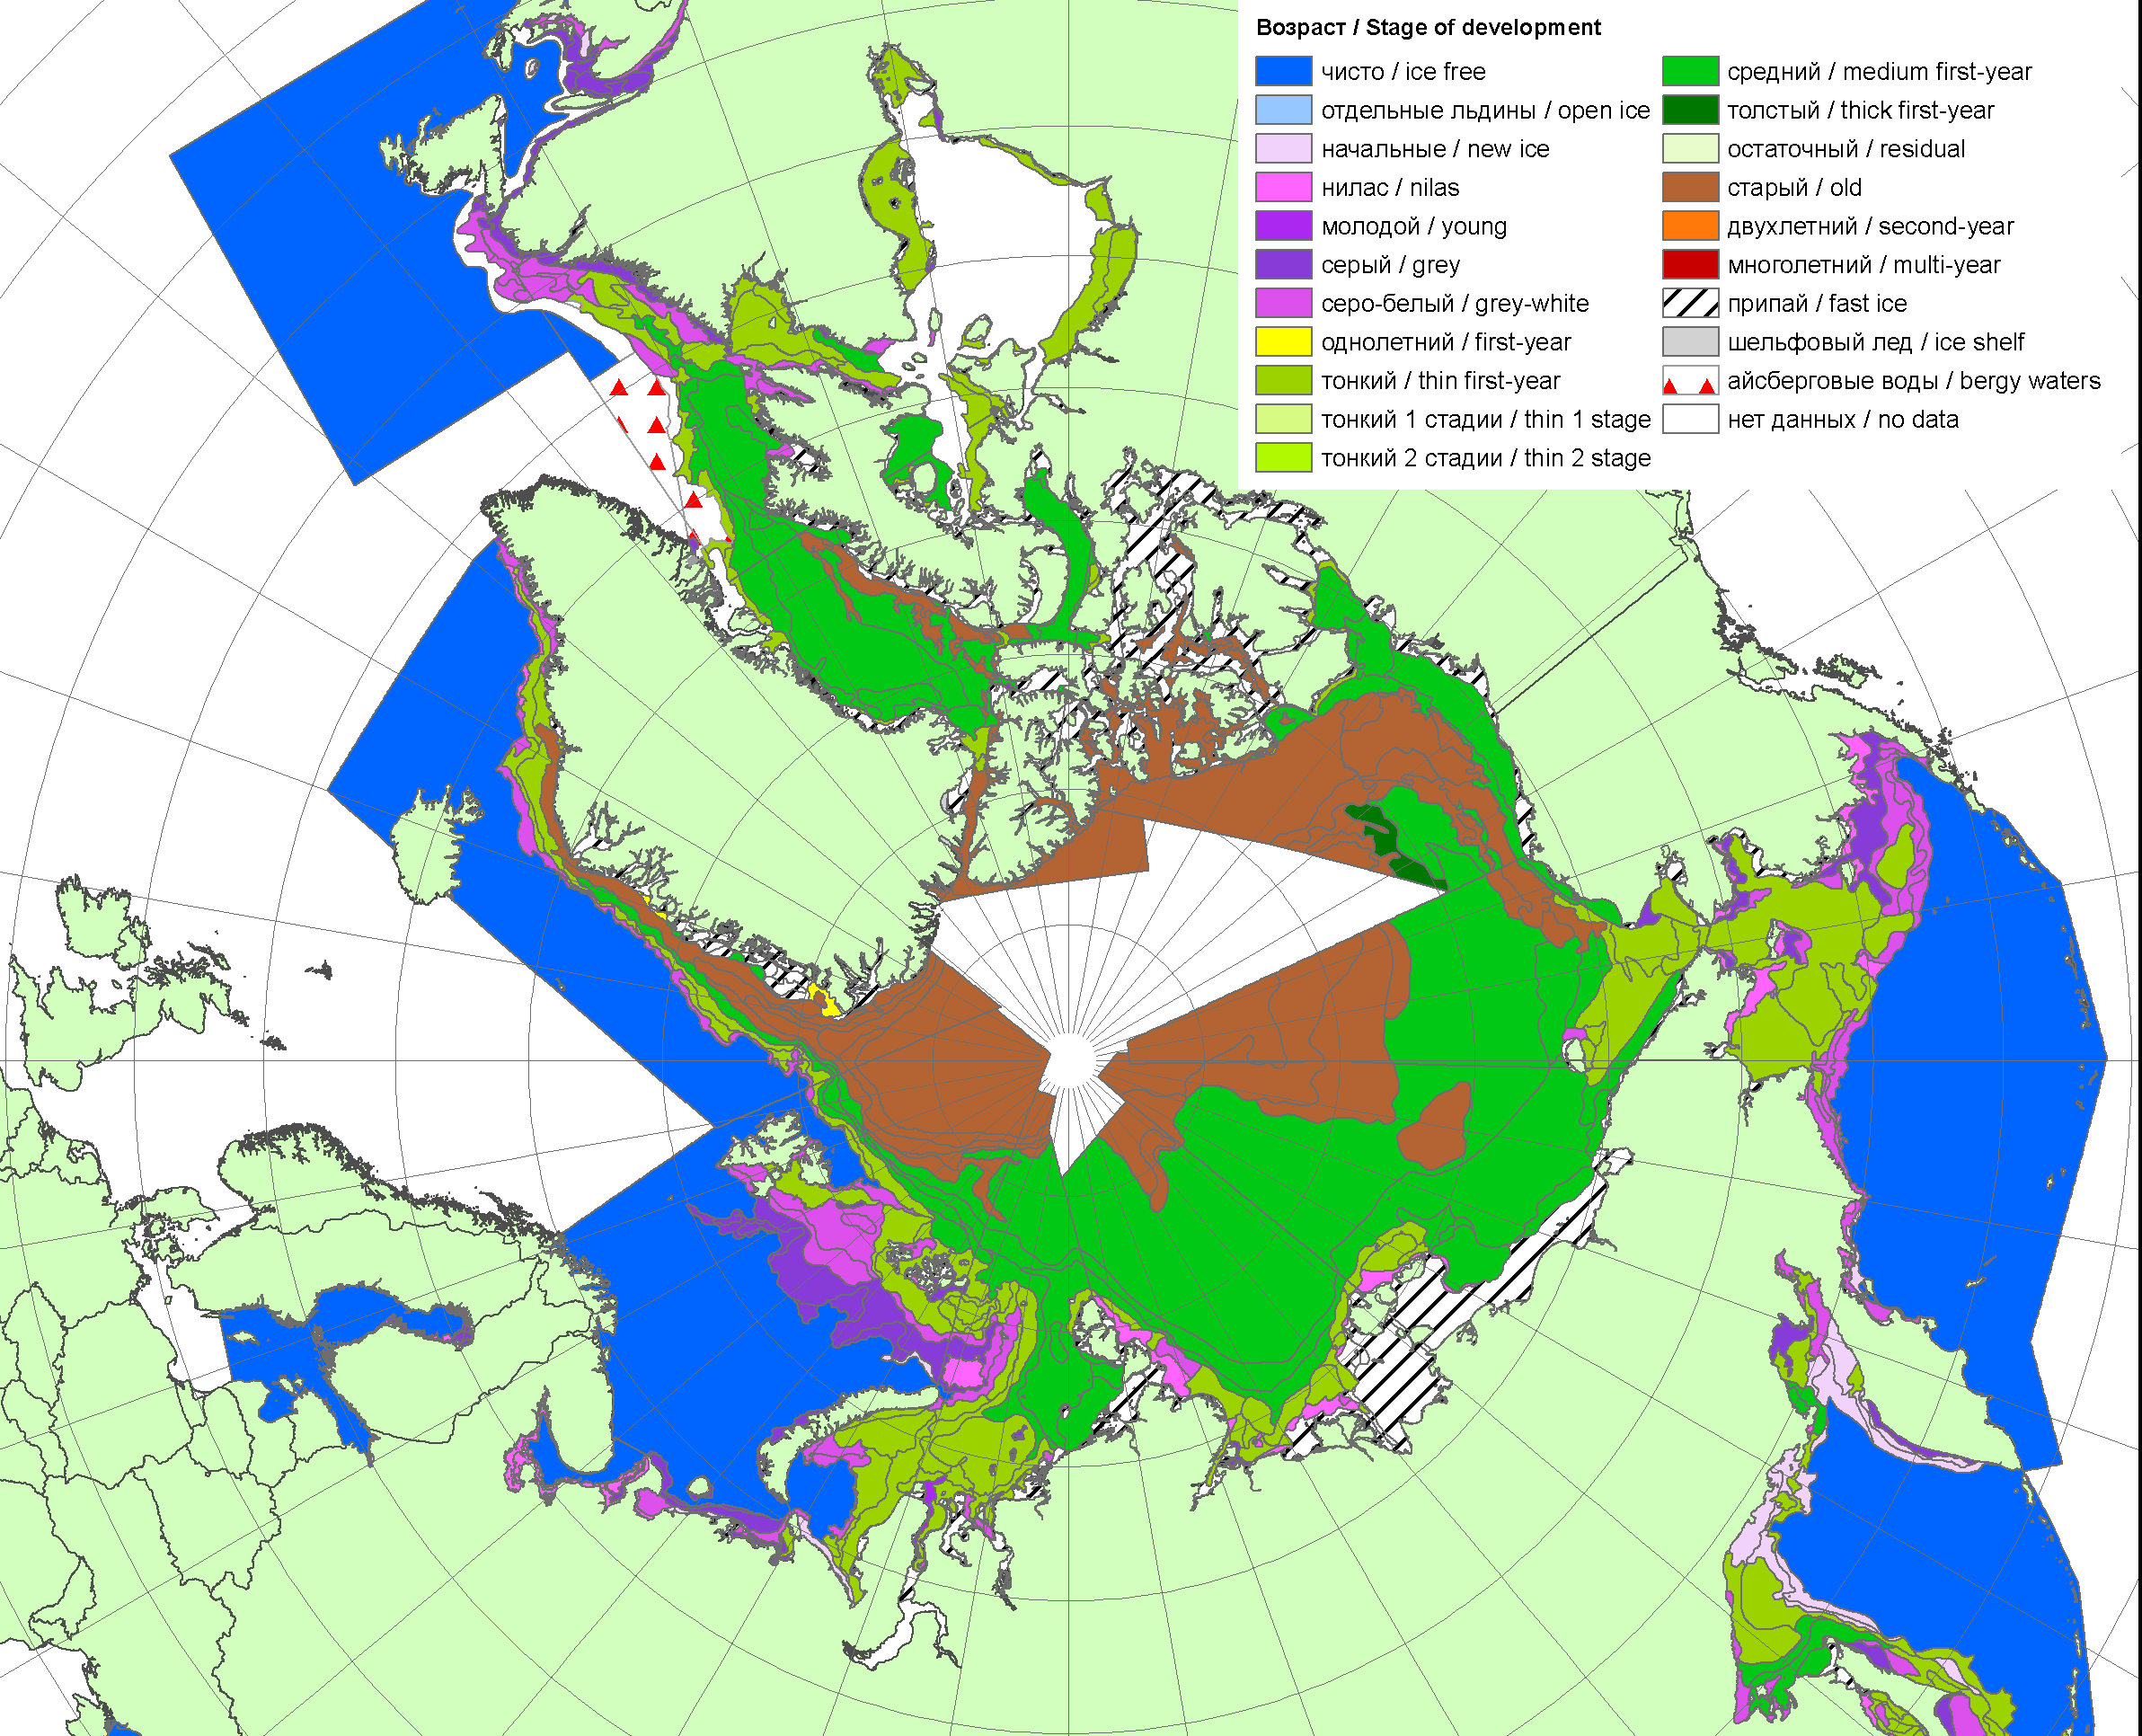 Возраст / Stage of development
чисто / ice free
отдельные льдины / open ice
начальные / new ice
нилас / nilas
молодой / young
серый / grey
серо-белый / grey-white
однолетний / first-year
тонкий / thin first-year
тонкий 1 стадии / thin 1 stage
тонкий 2 стадии / thin 2 stage
средний / medium first-year
толстый / thick first-year
остаточный / residual
старый / old
двухлетний / second-year
многолетний / multi-year
припай / fast ice
шельфовый лед / ice shelf
айсберговые воды / bergy waters
нет данных / no data